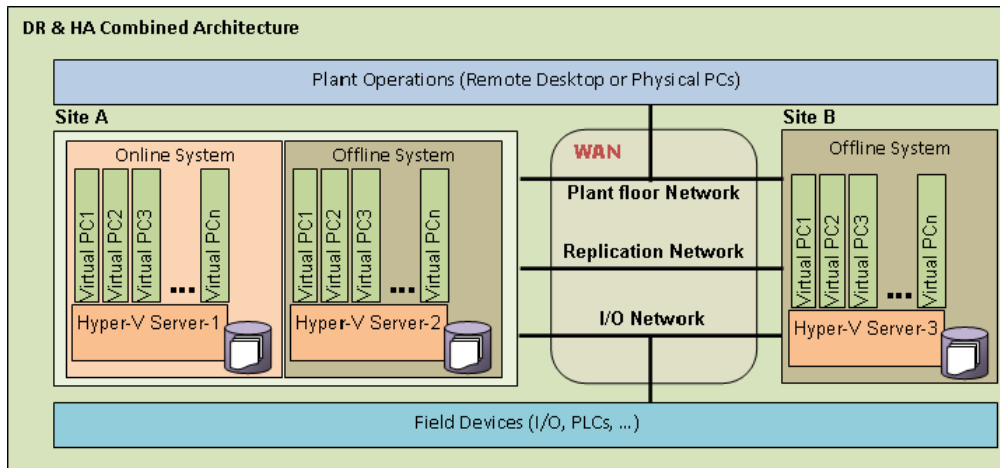 DR & HA Combined Architecture
Plant Operations (Remote Desktop or Physical PCs)
Site A
Site B
Online System
Offline System
WAN
Offline System
Virtual PC1
Virtual PC2
Virtual PC3
...
Virtual PCn
Virtual PC1
Virtual PC2
Virtual PC3
...
Virtual PCn
Plant floor Network
Replication Network
I/O Network
Virtual PC1
Virtual PC2
Virtual PC3
...
Virtual PCn
Hyper-V Server-1
Hyper-V Server-2
Hyper-V Server-3
Field Devices (I/O, PLCs, ...)